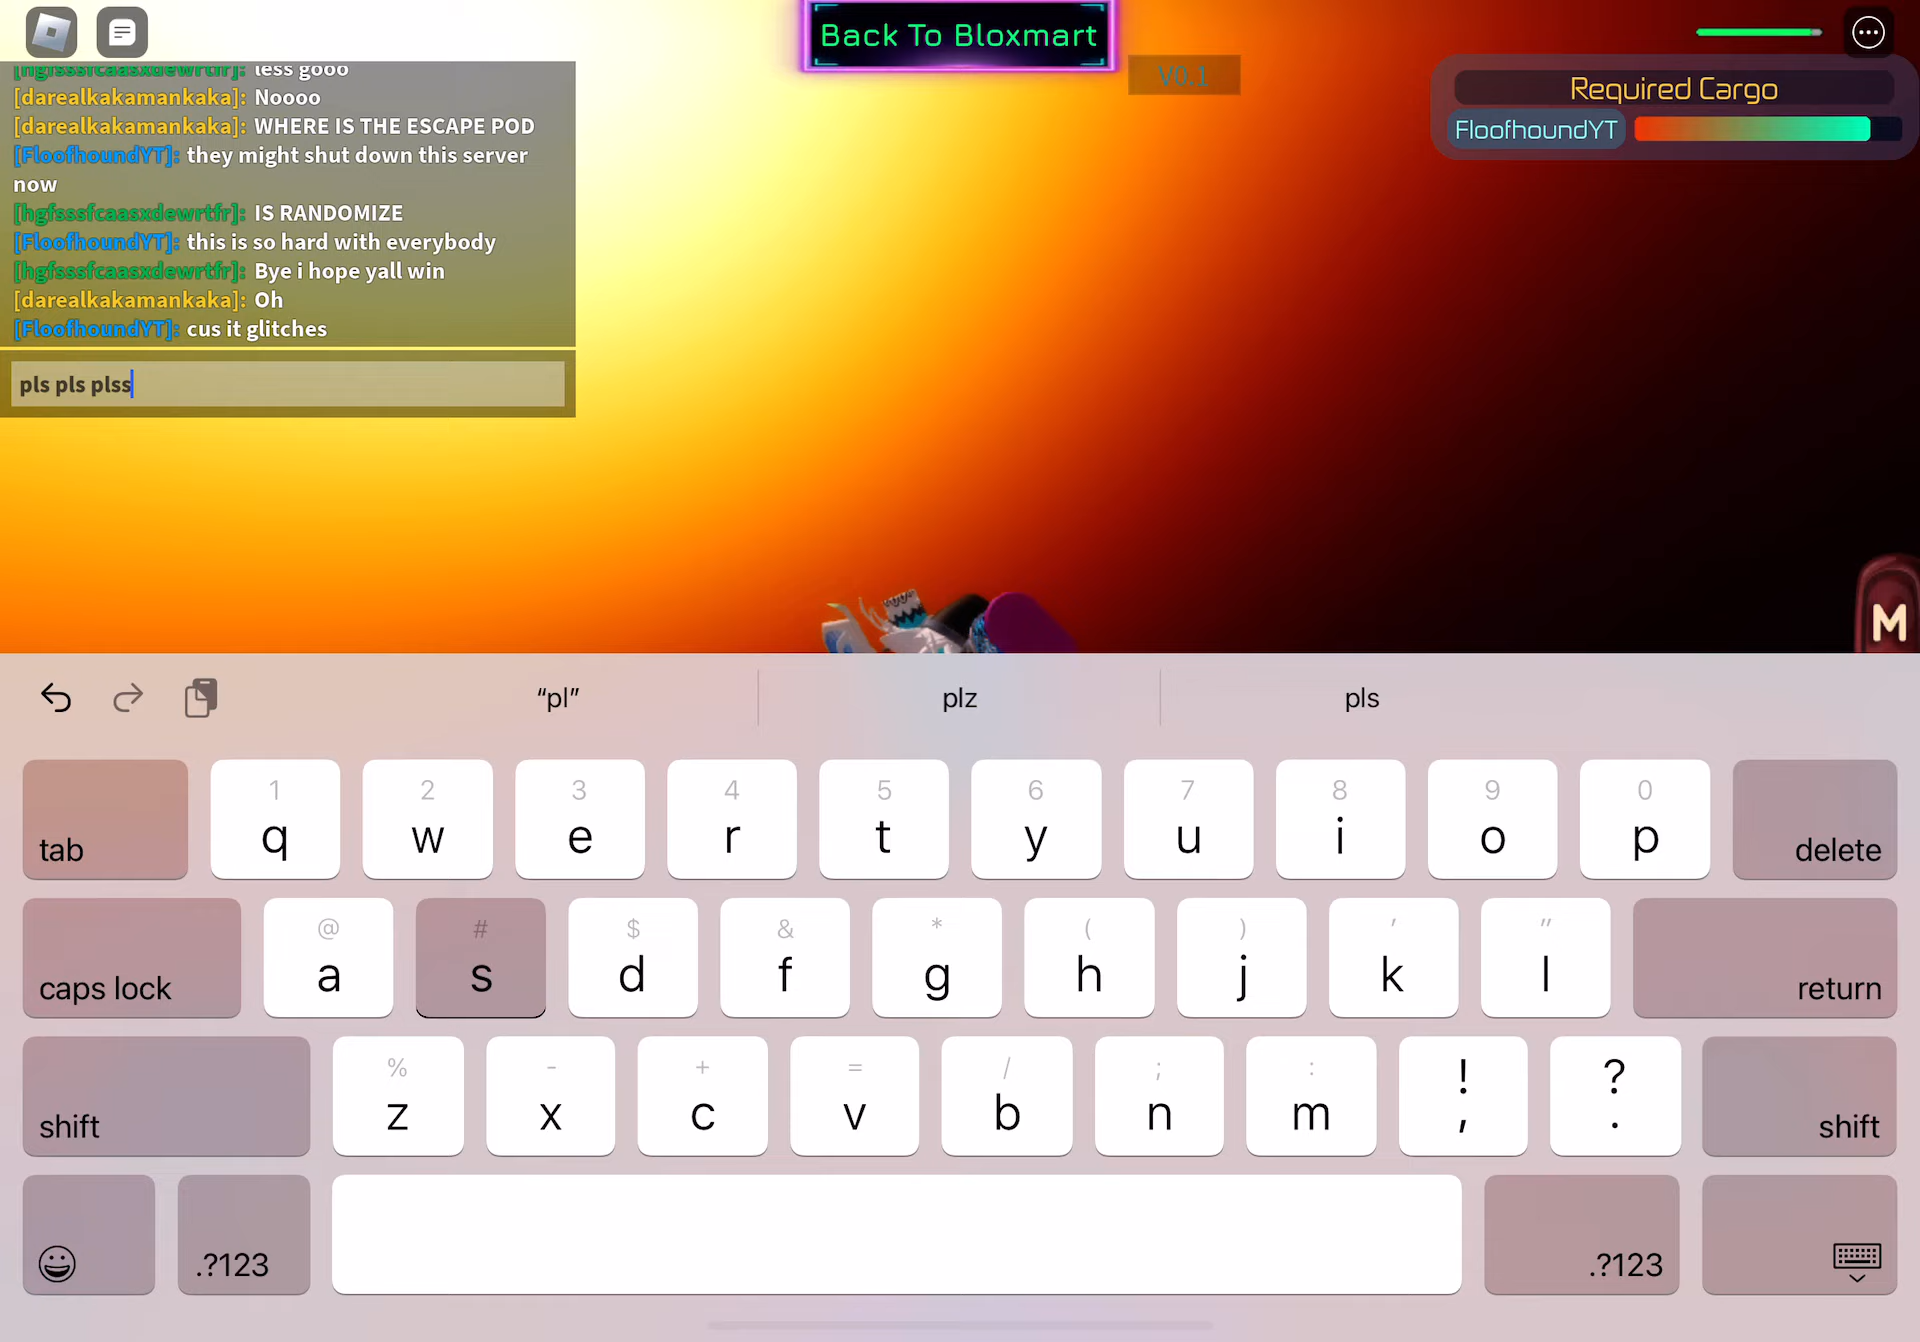 Back To Bloxmart
V0.1
Required Cargo
FloofhoundYT
[hgfsssfcaasxdewrtfr]: less gooo
[darealkakamankaka]: Noooo
[darealkakamankaka]: WHERE IS THE ESCAPE POD
[FloofhoundYT]: they might shut down this server
now
[hgfsssfcaasxdewrtfr]: IS RANDOMIZE
[FloofhoundYT]: this is so hard with everybody
[hgfsssfcaasxdewrtfr]: Bye i hope yall win
[darealkakamankaka]: Oh
[FloofhoundYT]: cus it glitches
pls pls plss
M
“pl” plz pls
1 2 3 4 5 6 7 8 9 0
tab q w e r t y u i o p delete
@ # $ & * ( ) ' "
caps lock a s d f g h j k l return
% - + = / ; : ! ?
shift z x c v b n m , . shift
.?123 .?123